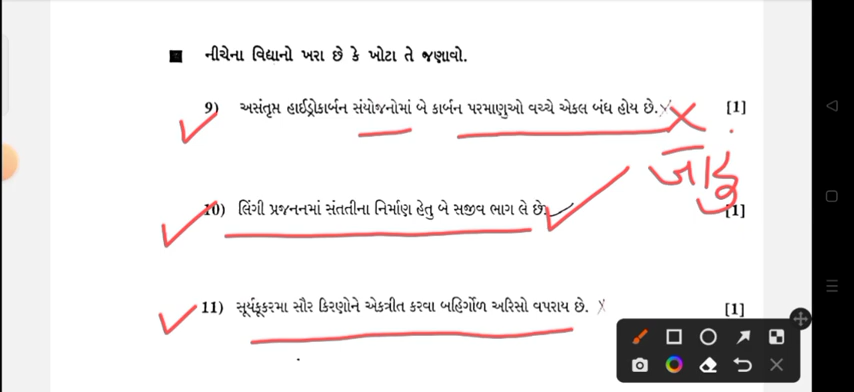 નીચેના વિધાનો ખરા છે કે ખોટા તે જણાવો.
9) અસંતૃપ્ત હાઈડ્રોકાર્બન સંયોજનોમાં બે કાર્બન પરમાણુઓ વચ્ચે એકલ બંધ હોય છે. [1]
10) લિંગી પ્રજનનમાં સંતતીના નિર્માણ હેતુ બે સજીવ ભાગ લે છે. [1]
11) સૂર્યકૂકરમા સૌર કિરણોને એકત્રીત કરવા બહિર્ગોળ અરિસો વપરાય છે. [1]